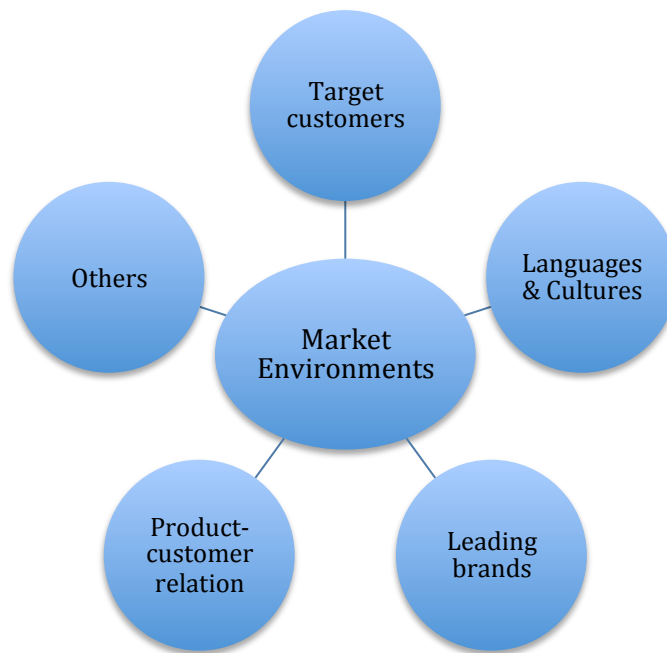 Target
customers
Others
Languages
& Cultures
Market
Environments
Product-
customer
relation
Leading
brands